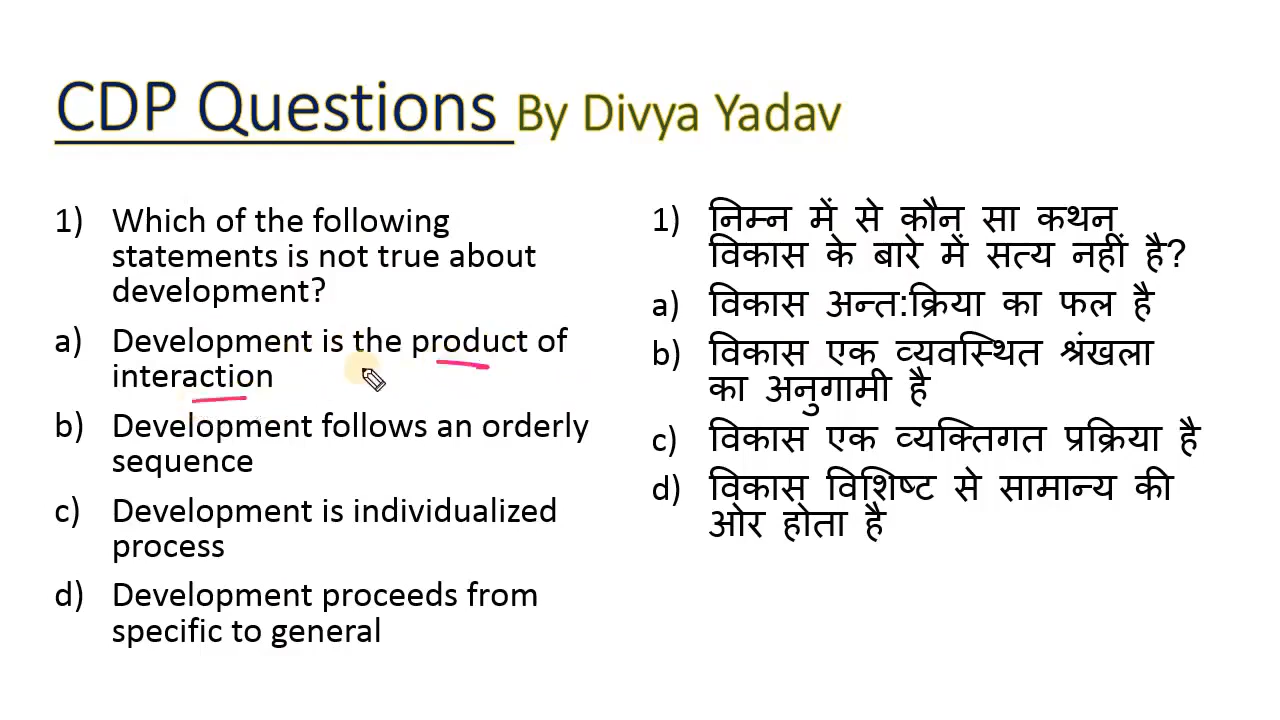 CDP Questions By Divya Yadav
1) Which of the following
statements is not true about
development?
a) Development is the product of
interaction
b) Development follows an orderly
sequence
c) Development is individualized
process
d) Development proceeds from
specific to general
1) निम्न में से कौन सा कथन
विकास के बारे में सत्य नहीं है?
a) विकास अन्त:क्रिया का फल है
b) विकास एक व्यवस्थित श्रंखला
का अनुगामी है
c) विकास एक व्यक्तिगत प्रक्रिया है
d) विकास विशिष्ट से सामान्य की
ओर होता है